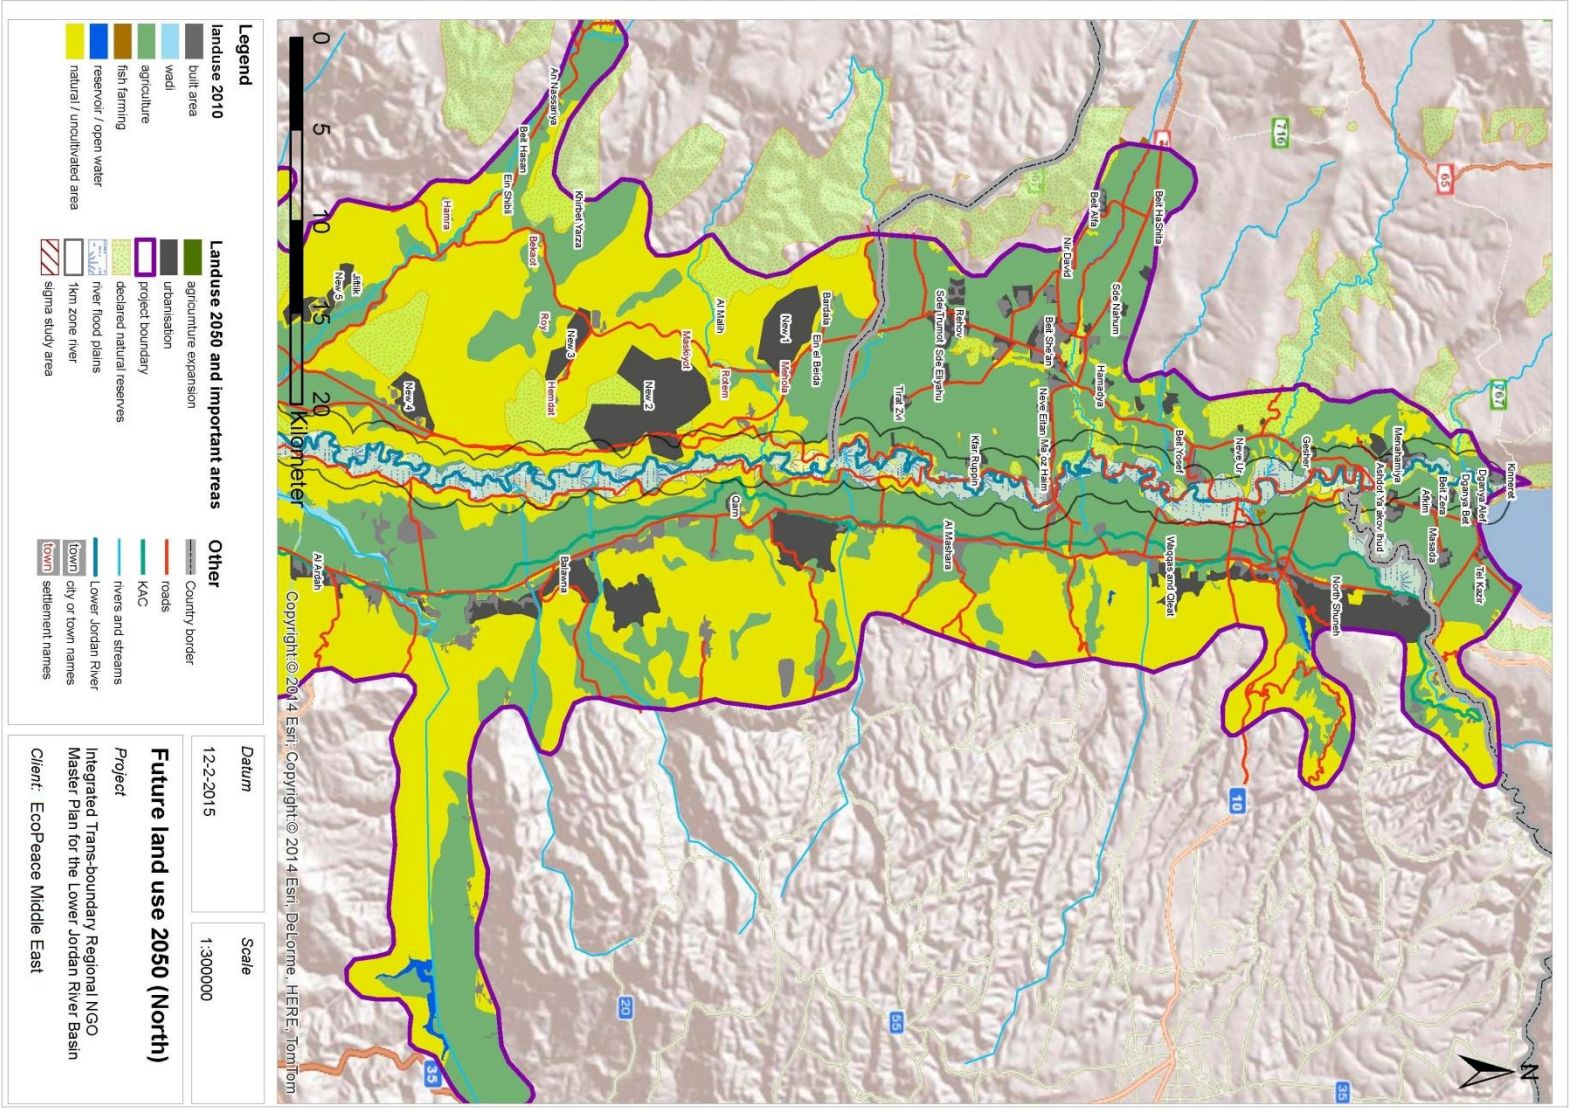 Kinneret
Dganya Alef
Dganya Bet
Beit Zera
Afikim
Menahamiya
Ashdot Ya'akov Ihud
Masada
Tel Kazir
Gesher
Neve Ur
Beit Yosef
North Shuneh
Waqqas and Qleat
Hamadya
Beit HaShita
Beit Alfa
Nir David
Sde Nahum
Beit She'an
Neve Eitan
Ma'oz Haim
Rehov
Sdei Trumot
Sde Eliyahu
Kfar Ruppin
Tirat Zvi
Al Mashara
Bardala
Ein el Beida
New 1
Mehola
Al Malih
Rotem
Maskiyot
New 2
Qarn
Khirbet Yarza
New 3
Hemdat
Roy
Bekaot
An Nassariya
Beit Hasan
Ein Shibli
Hamra
Balawna
New 4
Jiftlik
New 5
Al Ardah
716
65
767
10
20
55
35
35
N
0 5 10 15 20
Kilometer
Copyright:© 2014 Esri; Copyright:© 2014 Esri, DeLorme, HERE, TomTom
Legend
landuse 2010
built area
wadi
agriculture
fish farming
reservoir / open water
natural / uncultivated area
Landuse 2050 and important areas
agricumture expansion
urbanisation
project boundary
declared natural reserves
river flood plains
1km zone river
sigma study area
Other
Country border
roads
KAC
rivers and streams
Lower Jordan River
town city or town names
town settlement names
Datum
12-2-2015
Scale
1:300000
Future land use 2050 (North)
Project
Integrated Trans-boundary Regional NGO
Master Plan for the Lower Jordan River Basin
Client: EcoPeace Middle East